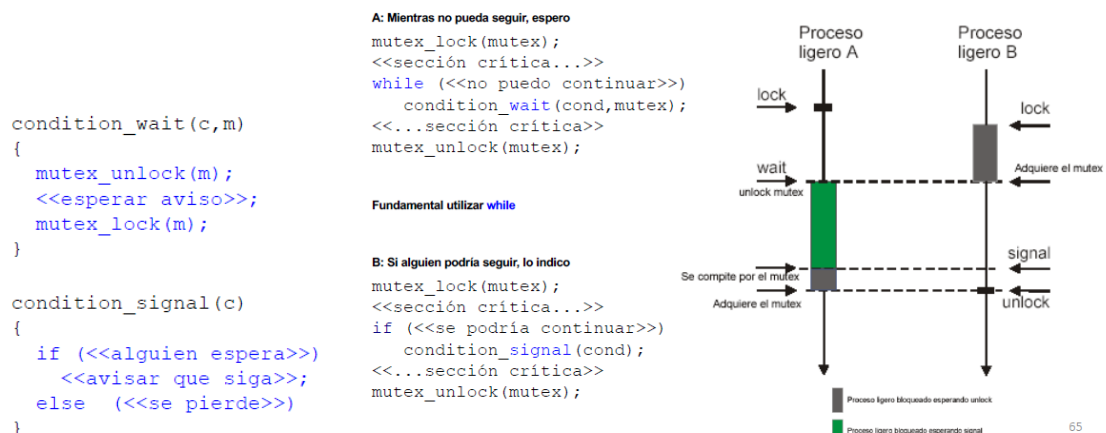 condition_wait(c,m)
{
mutex_unlock(m);
<<esperar aviso>>;
mutex_lock(m);
}
condition_signal(c)
{
if (<<alguien espera>>)
<<avisar que siga>>;
else (<<se pierde>>)
}
A: Mientras no pueda seguir, espero
mutex_lock(mutex);
<<sección crítica...>>
while (<<no puedo continuar>>)
condition_wait(cond,mutex);
<<...sección crítica>>
mutex_unlock(mutex);
Fundamental utilizar while
B: Si alguien podría seguir, lo indico
mutex_lock(mutex);
<<sección crítica...>>
if (<<se podría continuar>>)
condition_signal(cond);
<<...sección crítica>>
mutex_unlock(mutex);
Proceso
ligero A
Proceso
ligero B
lock
lock
wait
unlock mutex
Adquiere el mutex
signal
Se compite por el mutex
Adquiere el mutex
unlock
Proceso ligero bloqueado esperando unlock
Proceso ligero bloqueado esperando signal
65